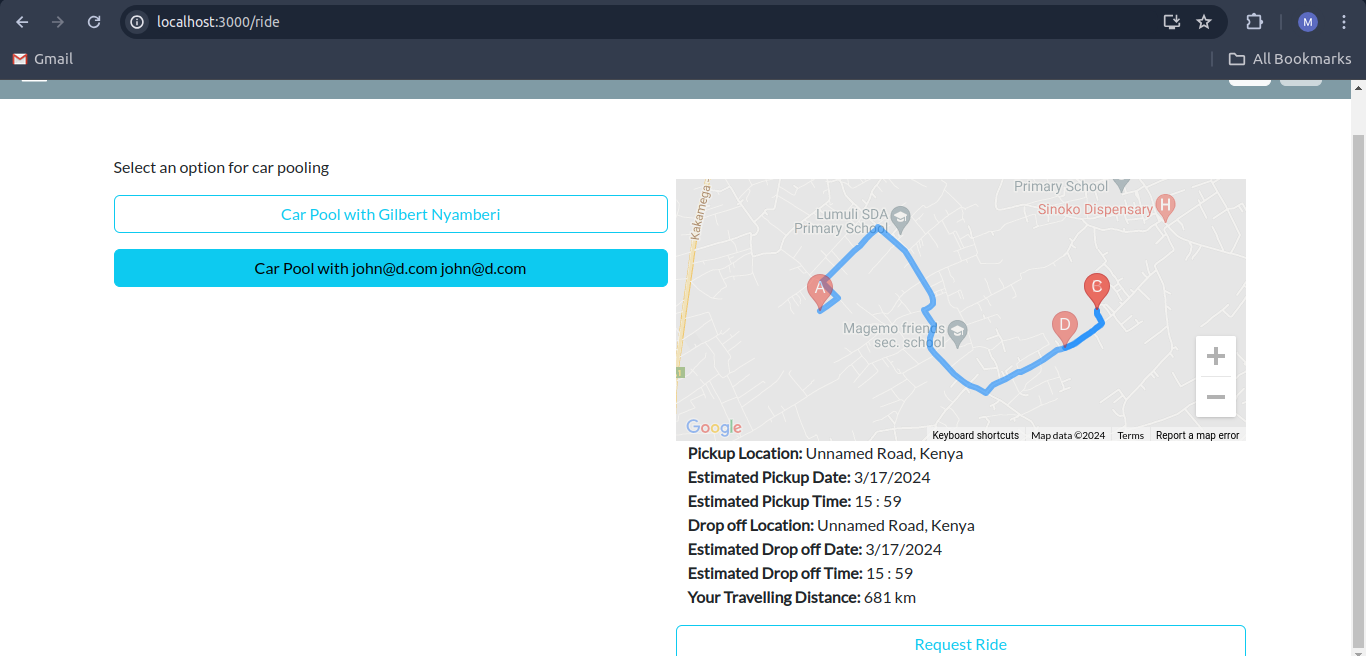 localhost:3000/ride
M
Gmail
All Bookmarks
Select an option for car pooling
Car Pool with Gilbert Nyamberi
Car Pool with john@d.com john@d.com
Kakamega
Primary School
Lumuli SDA
Primary School
Sinoko Dispensary
H
A
C
D
Magemo friends
sec. school
1
Google
Keyboard shortcuts
Map data ©2024
Terms
Report a map error
Pickup Location: Unnamed Road, Kenya
Estimated Pickup Date: 3/17/2024
Estimated Pickup Time: 15 : 59
Drop off Location: Unnamed Road, Kenya
Estimated Drop off Date: 3/17/2024
Estimated Drop off Time: 15 : 59
Your Travelling Distance: 681 km
Request Ride